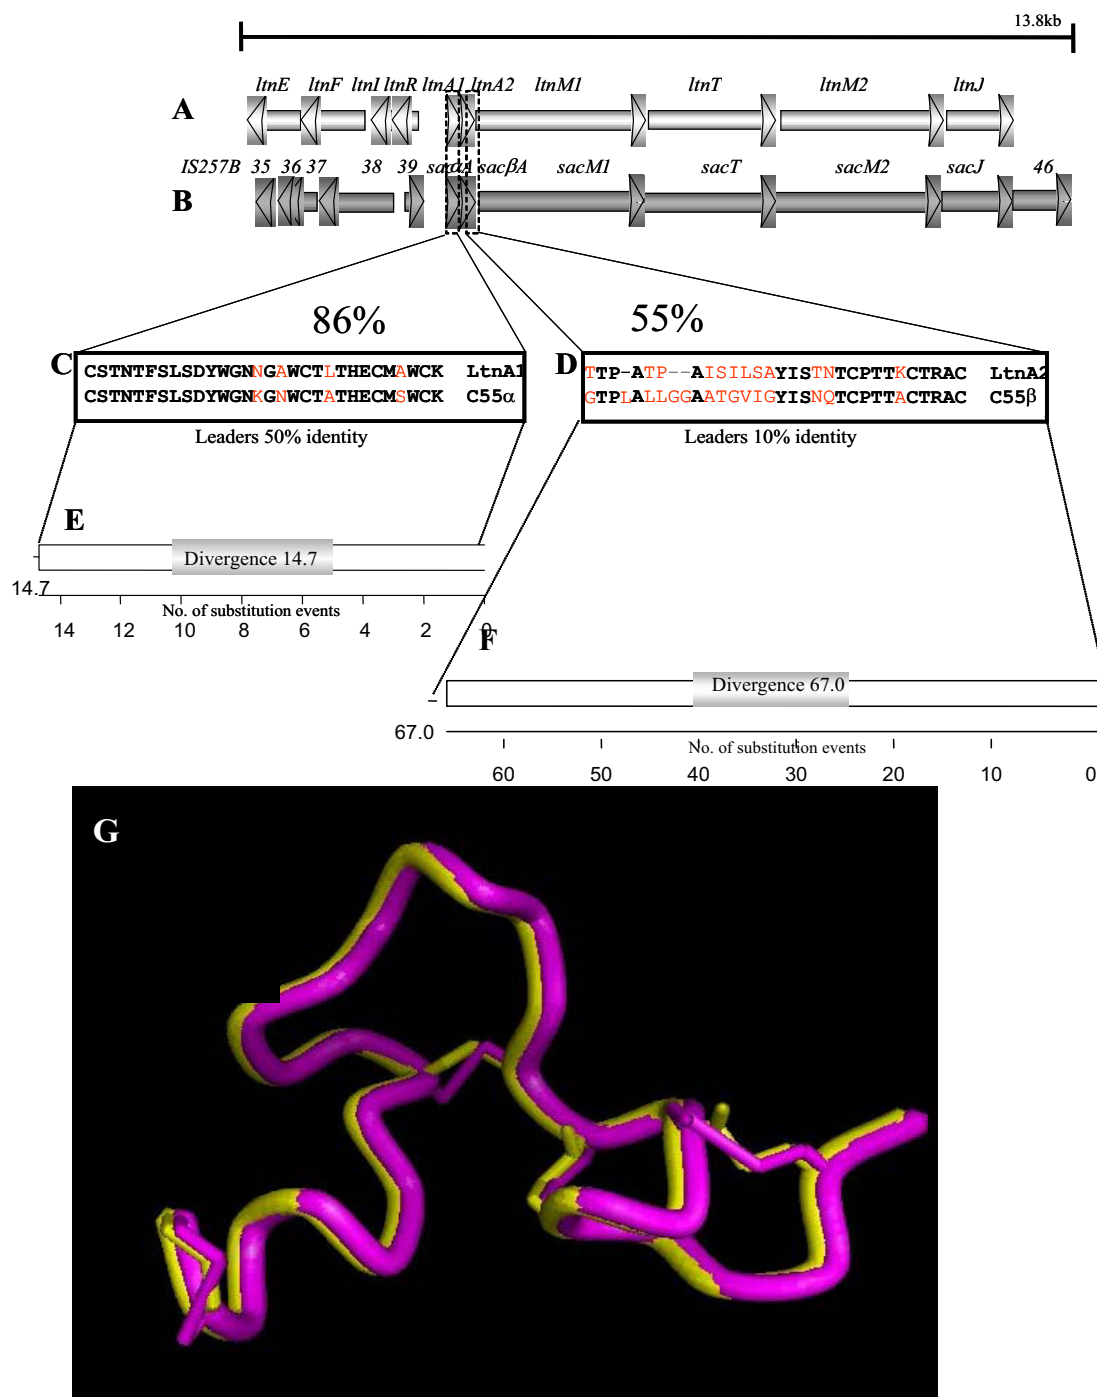 13.8kb
ltnE ltnF ltnI ltnR ltnA1 ltnA2 ltnM1 ltnT ltnM2 ltnJ
A
IS257B 35 36 37 38 39 sacαA sacβA sacM1 sacT sacM2 sacJ 46
B
86% 55%
C
CSTNTFSLSDYWGNNGAWCTLTHECMAWCK LtnA1
CSTNTFSLSDYWGNKGNWCTATHECMSWCK C55α
Leaders 50% identity
D
TTP-ATP--AISILSAYISTNTCPTTKCTRAC LtnA2
GTPLALLGGAATGVIGYISNQTCPTTACTRAC C55β
Leaders 10% identity
E
Divergence 14.7
14.7
No. of substitution events
14 12 10 8 6 4 2 0
F
Divergence 67.0
67.0
No. of substitution events
60 50 40 30 20 10 0
G